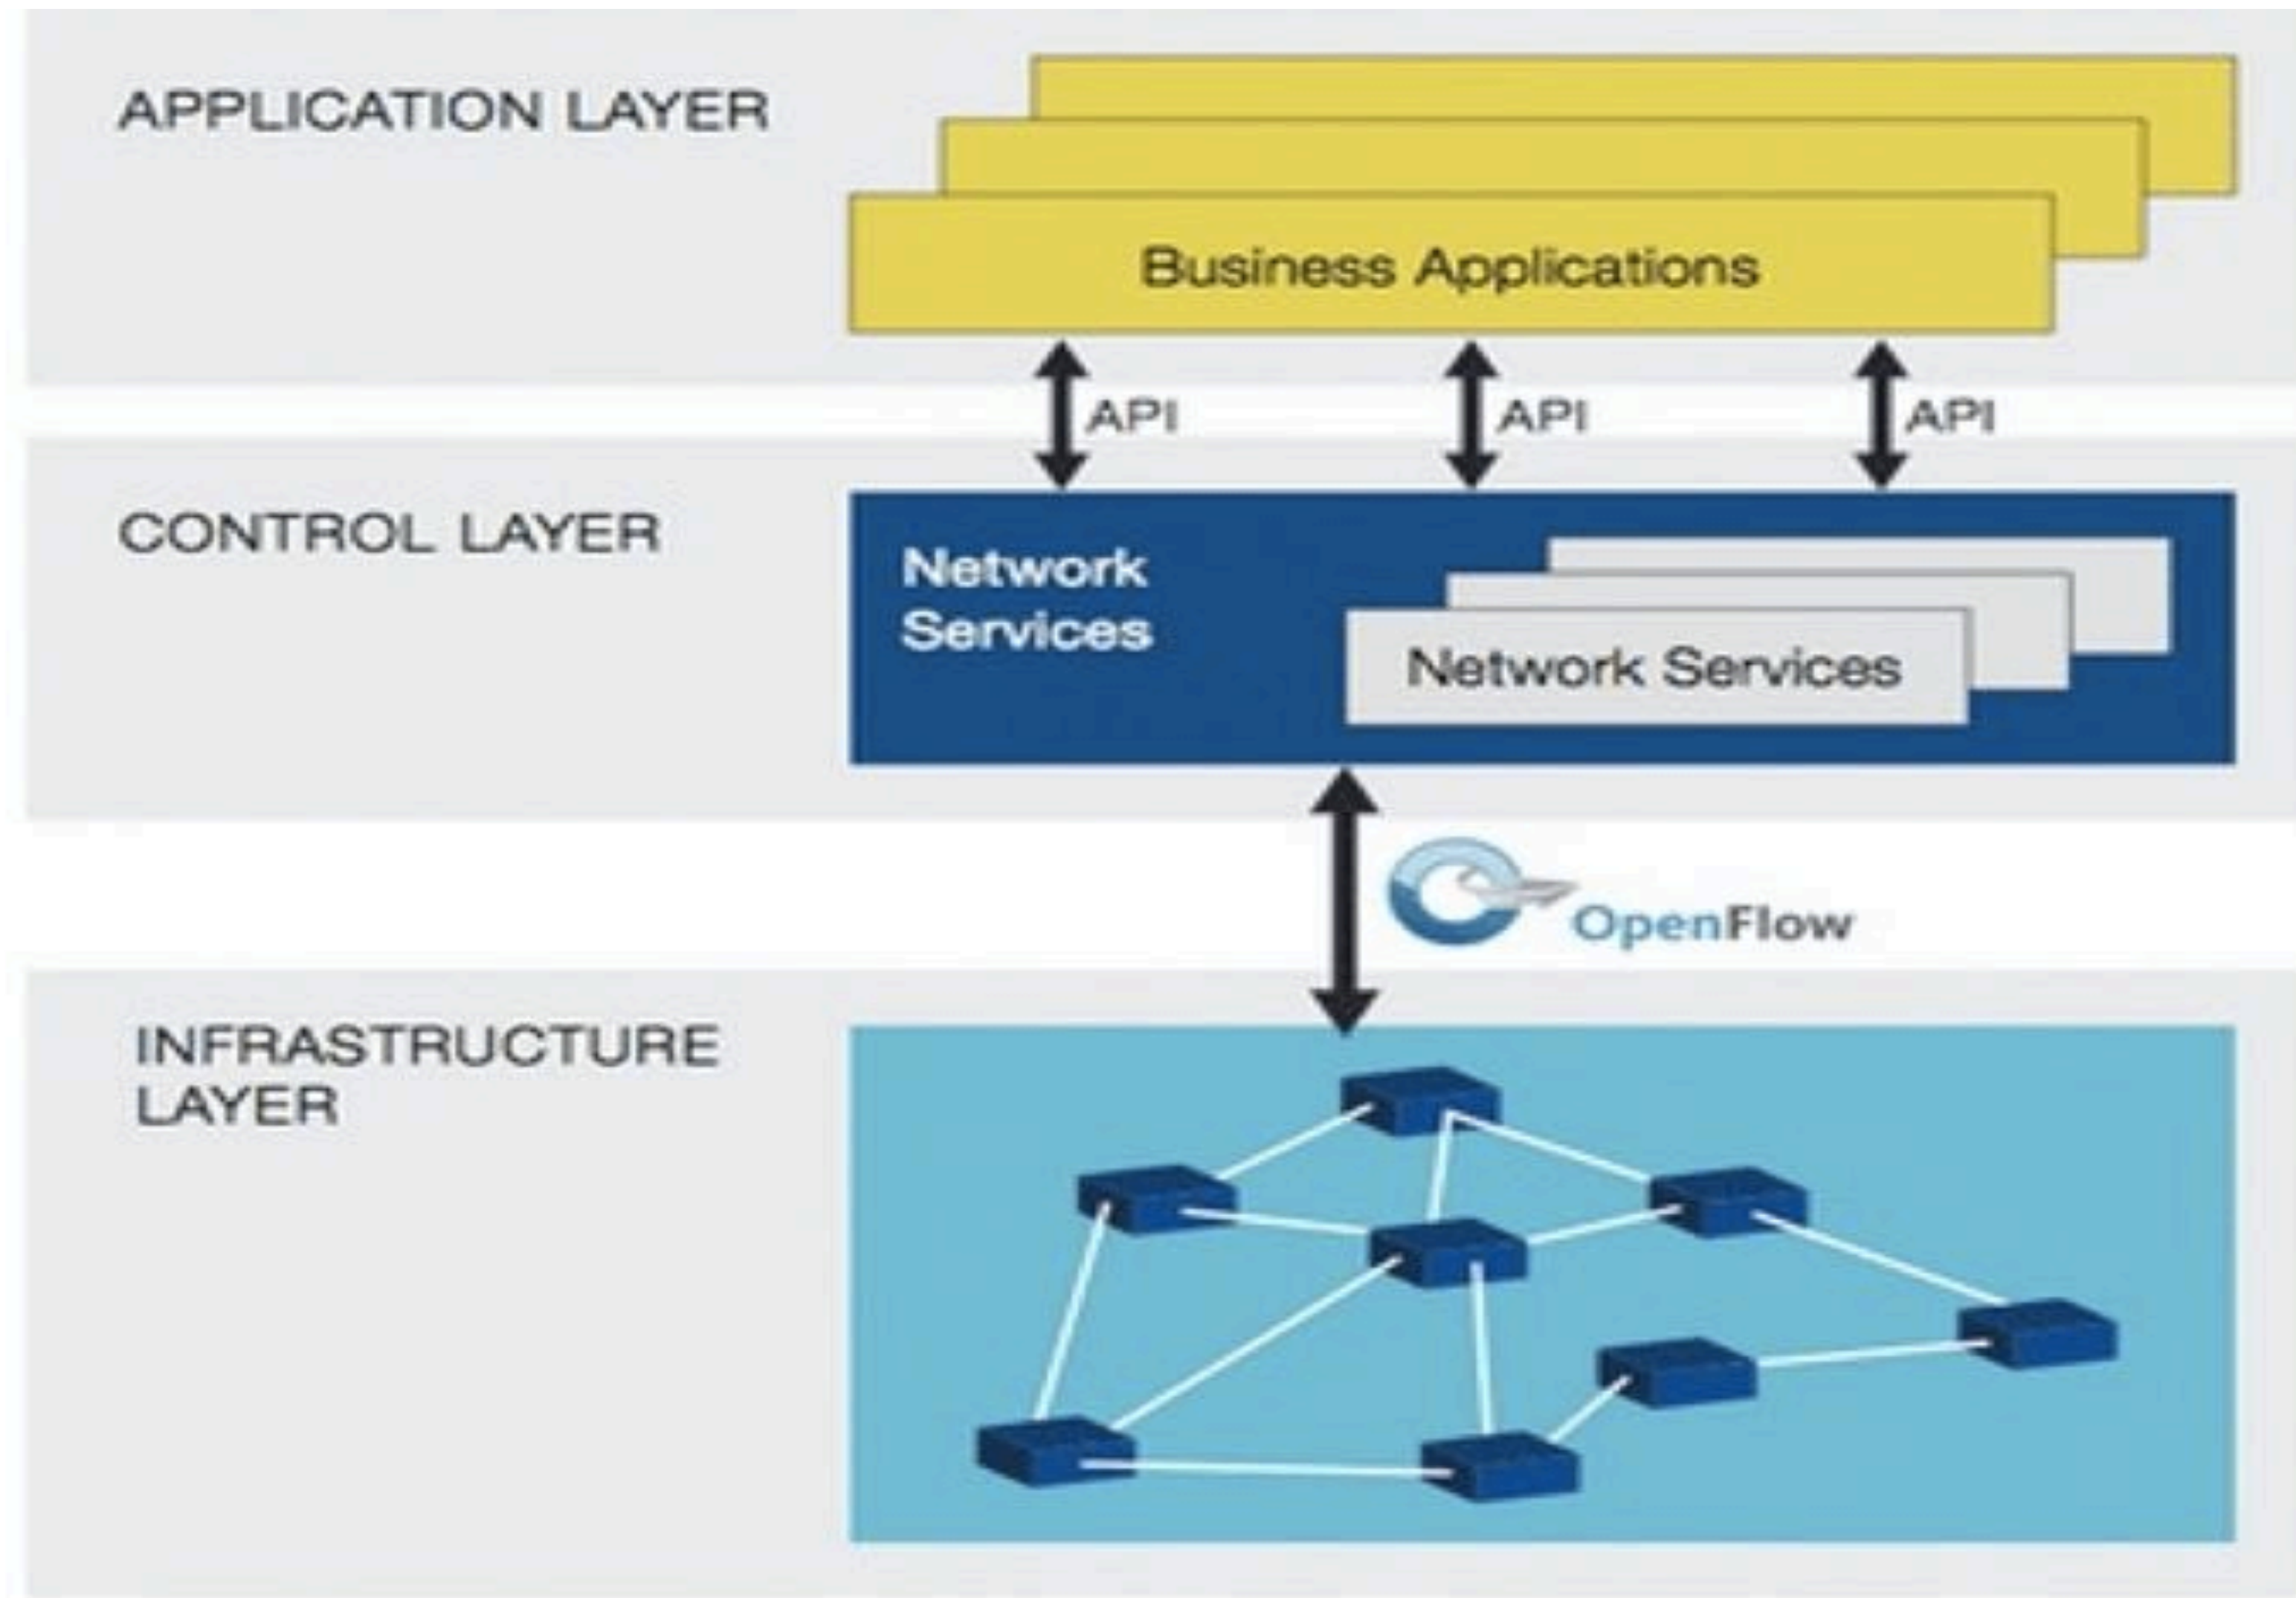 APPLICATION LAYER
Business Applications
API
API
API
CONTROL LAYER
Network
Services
Network Services
OpenFlow
INFRASTRUCTURE
LAYER